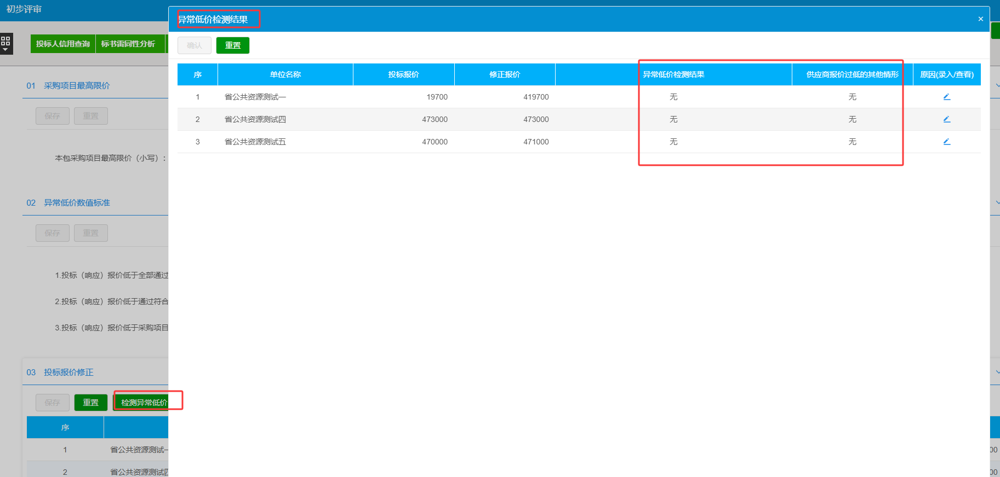 初步评审
异常低价检测结果
×
投标人信用查询
标书雷同性分析
确认
重置
序
单位名称
投标报价
修正报价
异常低价检测结果
供应商报价过低的其他情形
原因(录入/查看)
1
省公共资源测试一
19700
419700
无
无
2
省公共资源测试四
473000
473000
无
无
3
省公共资源测试五
470000
471000
无
无
01 采购项目最高限价
保存
重置
本包采购项目最高限价（小写）：
02 异常低价数值标准
保存
重置
1.投标（响应）报价低于全部通过
2.投标（响应）报价低于通过符合
3.投标（响应）报价低于采购项目
03 投标报价修正
保存
重置
检测异常低价
序
1
省公共资源测试一
00
2
省公共资源测试四
00